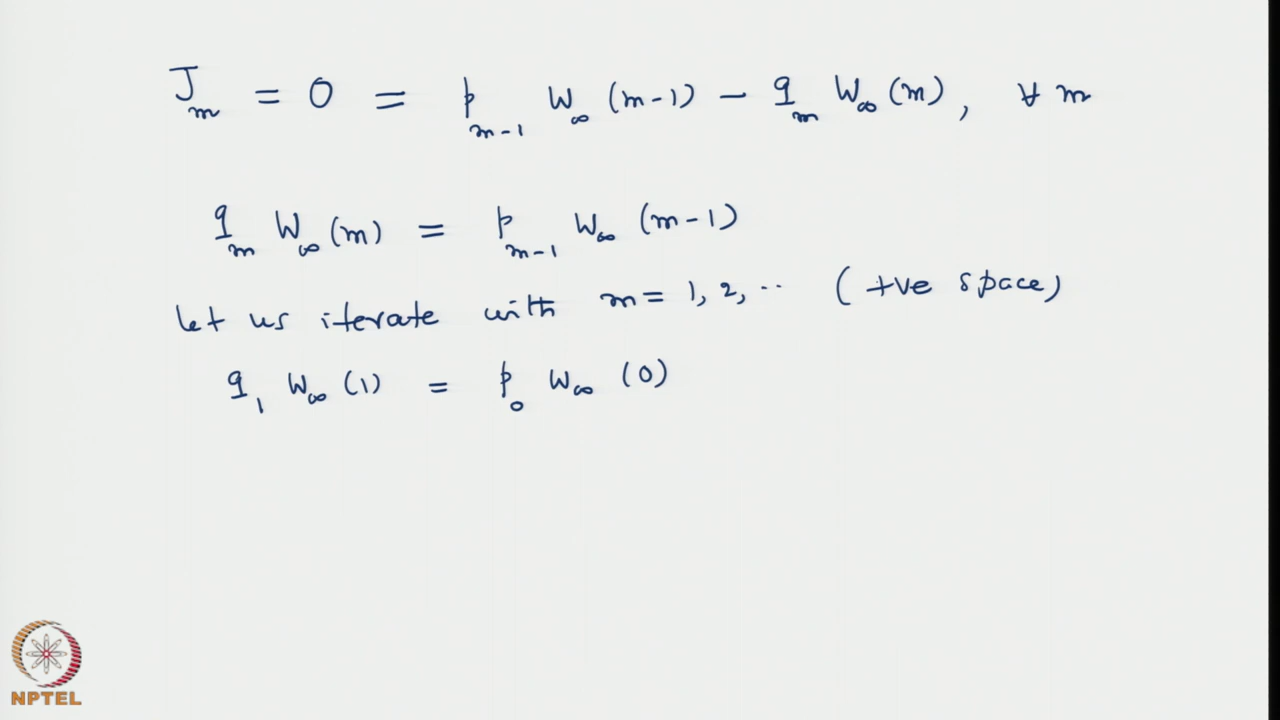 J_m = 0 = p_{m-1} W_∞ (m-1) - q_m W_∞ (m), ∀ m
q_m W_∞ (m) = p_{m-1} W_∞ (m-1)
Let us iterate with m = 1, 2, .. (+ve space)
q_1 W_∞ (1) = p_0 W_∞ (0)
NPTEL